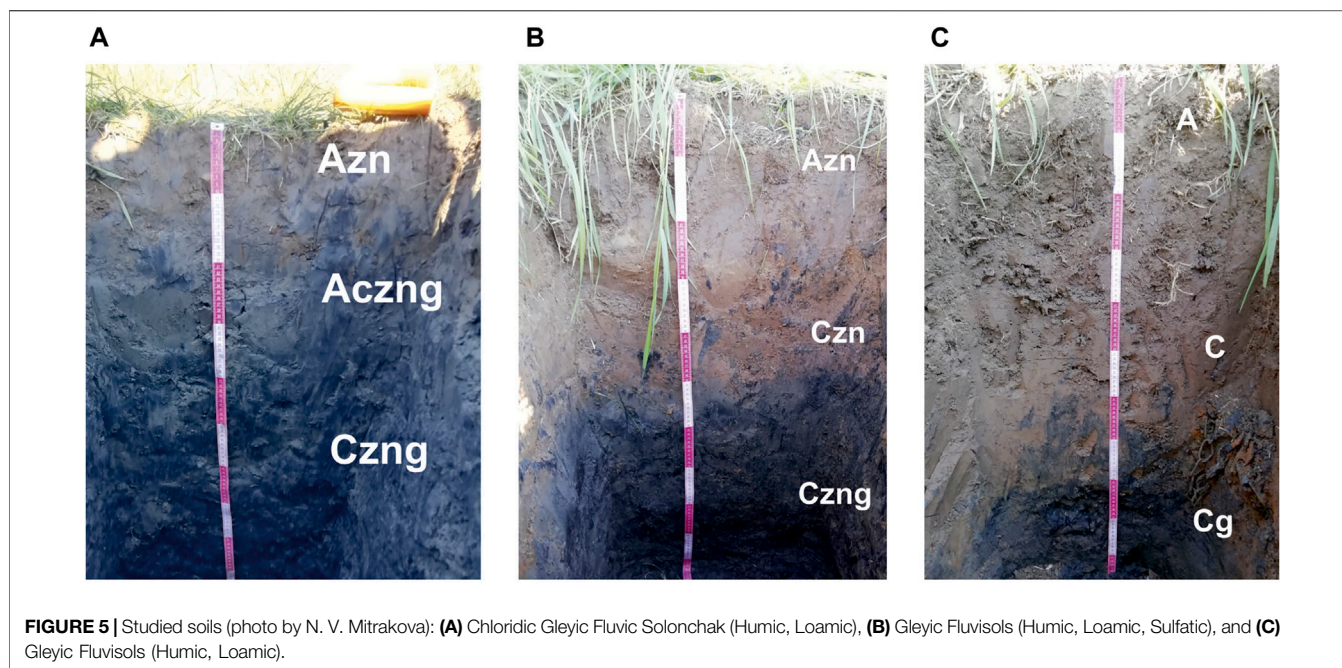 A
B
C
Azn
Aczng
Czng
Azn
Czn
Czng
A
C
Cg
FIGURE 5 | Studied soils (photo by N. V. Mitrakova): (A) Chloridic Gleyic Fluvic Solonchak (Humic, Loamic), (B) Gleyic Fluvisols (Humic, Loamic, Sulfatic), and (C)
Gleyic Fluvisols (Humic, Loamic).